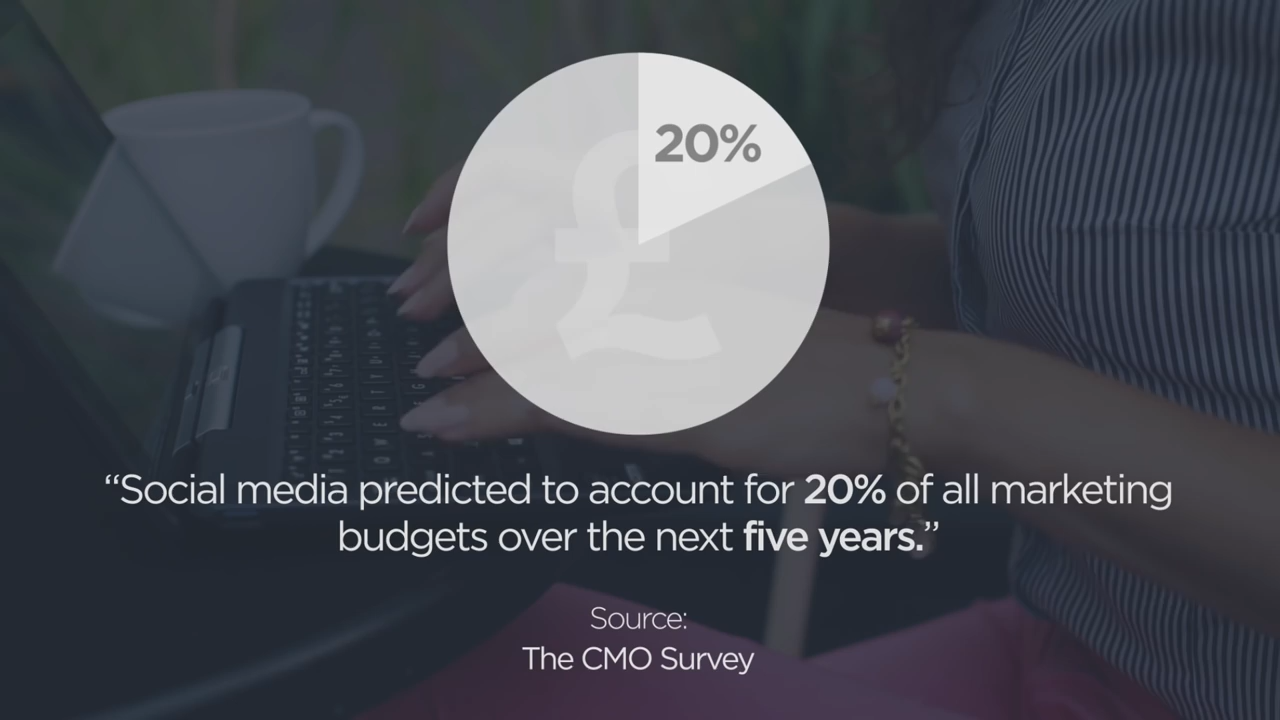 20%
£
“Social media predicted to account for 20% of all marketing
budgets over the next five years.”
Source:
The CMO Survey